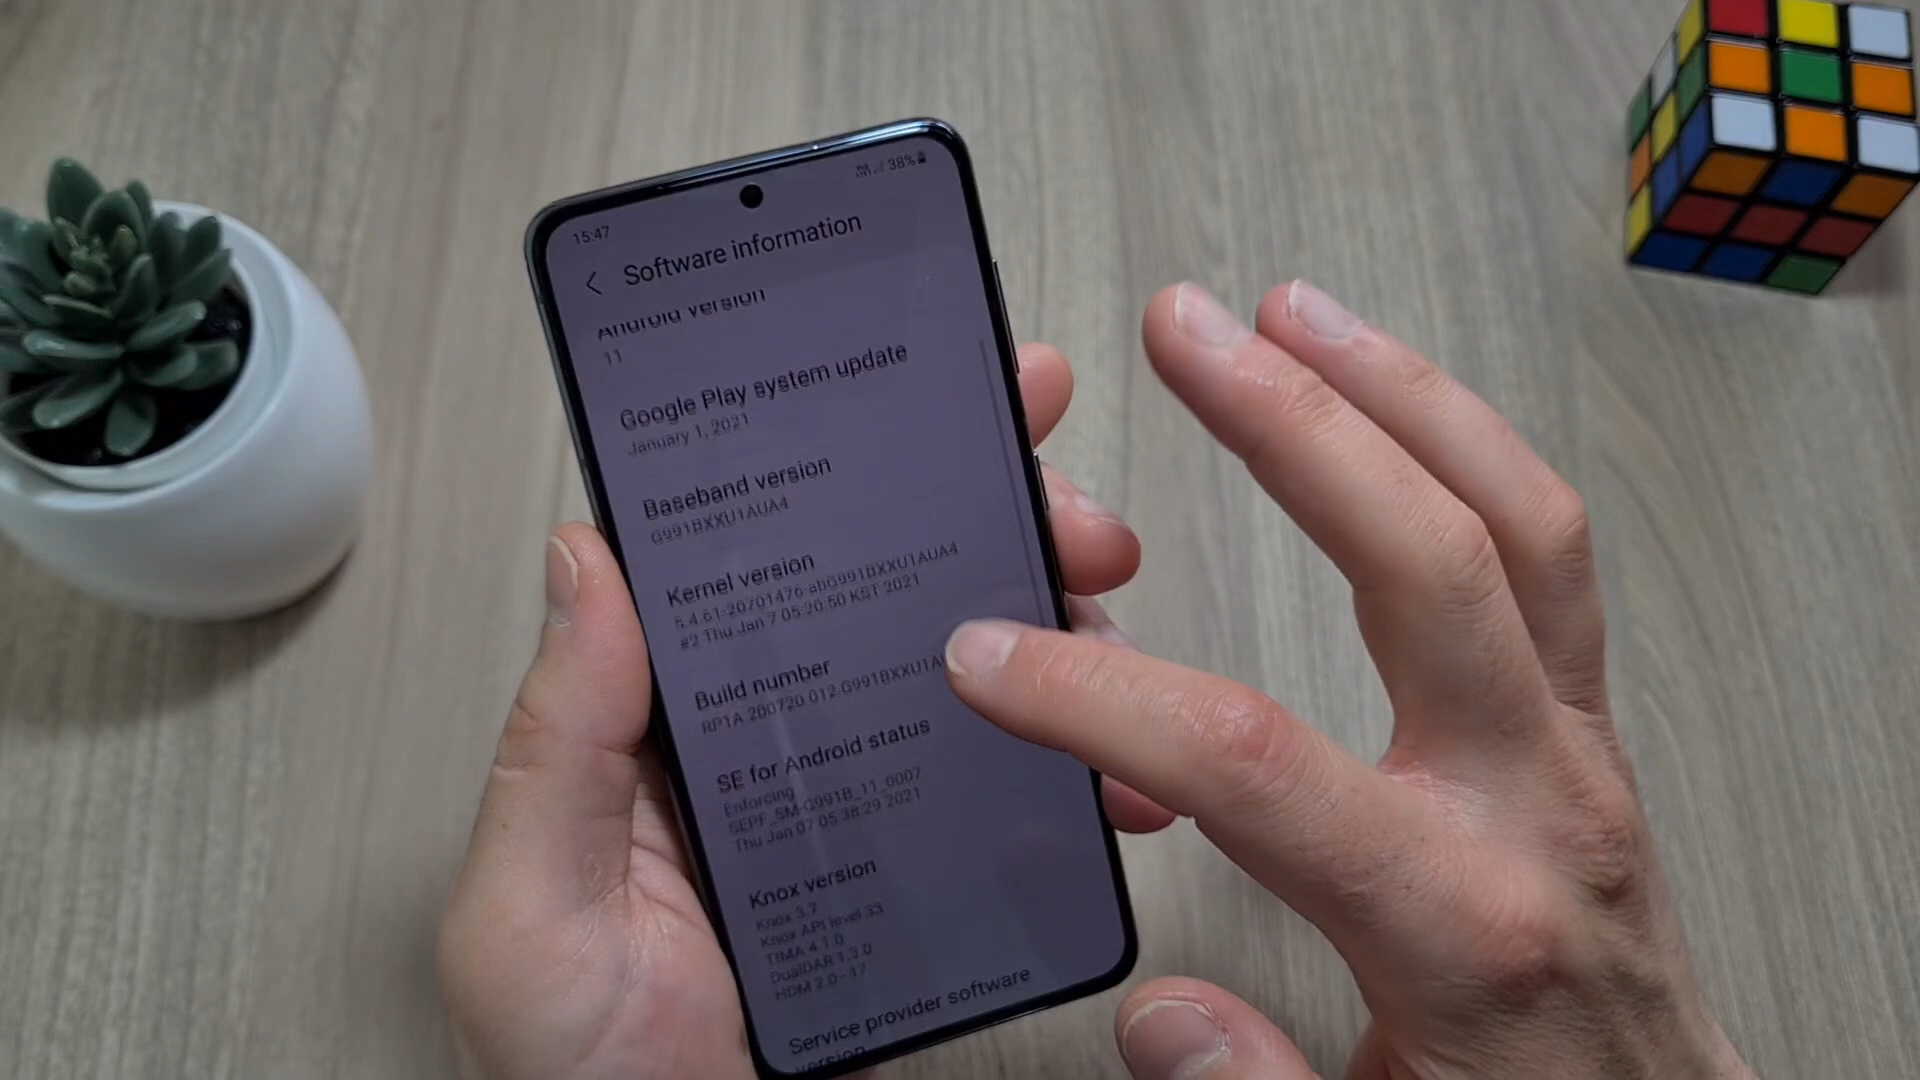 15:47
38%
Software information
Android version
11
Google Play system update
January 1, 2021
Baseband version
G991BXXU1AUA4
Kernel version
5.4.61-20701476-abG991BXXU1AUA4
#2 Thu Jan 7 05:20:50 KST 2021
Build number
RP1A.200720.012.G991BXXU1A
SE for Android status
Enforcing
SEPF_SM-G991B_11_0007
Thu Jan 07 05:38:29 2021
Knox version
Knox 3.7
Knox API level 33
TIMA 4.1.0
DualDAR 1.3.0
HDM 2.0 - 17
Service provider software
version